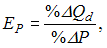 E_P = %ΔQ_d / %ΔP,